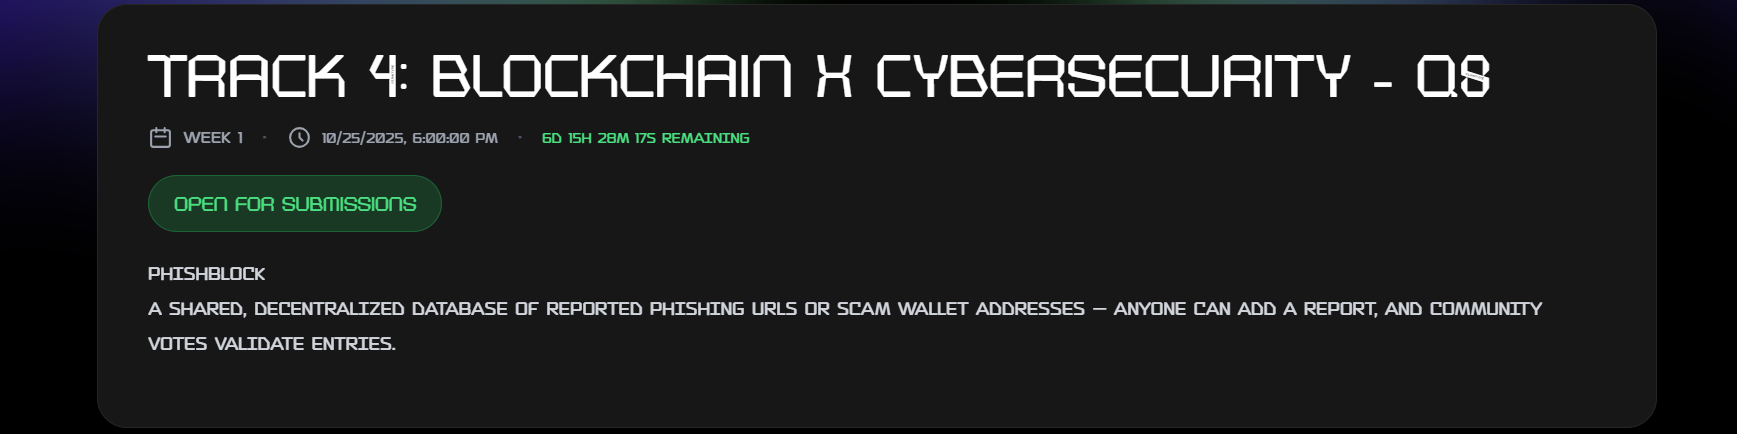 TRACK 4: BLOCKCHAIN X CYBERSECURITY - Q8
WEEK 1 · 10/25/2025, 6:00:00 PM · 6D 15H 28M 17S REMAINING
OPEN FOR SUBMISSIONS
PHISHBLOCK
A SHARED, DECENTRALIZED DATABASE OF REPORTED PHISHING URLS OR SCAM WALLET ADDRESSES — ANYONE CAN ADD A REPORT, AND COMMUNITY
VOTES VALIDATE ENTRIES.